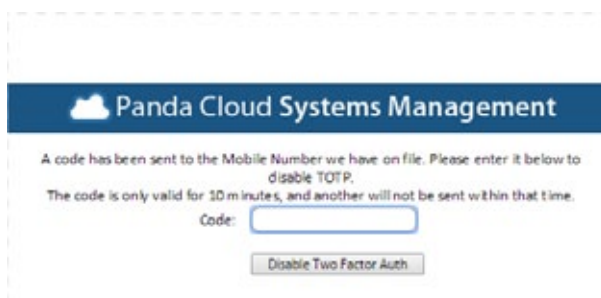 Panda Cloud Systems Management
A code has been sent to the Mobile Number we have on file. Please enter it below to
disable TOTP.
The code is only valid for 10 minutes, and another will not be sent within that time.
Code:
Disable Two Factor Auth